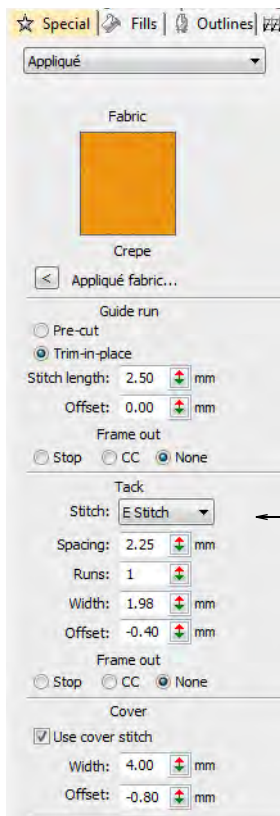 Special Fills Outlines
Appliqué
Fabric
Crepe
< Appliqué fabric...
Guide run
Pre-cut
Trim-in-place
Stitch length: 2.50 mm
Offset: 0.00 mm
Frame out
Stop CC None
Tack
Stitch: E Stitch
Spacing: 2.25 mm
Runs: 1
Width: 1.98 mm
Offset: -0.40 mm
Frame out
Stop CC None
Cover
Use cover stitch
Width: 4.00 mm
Offset: -0.80 mm